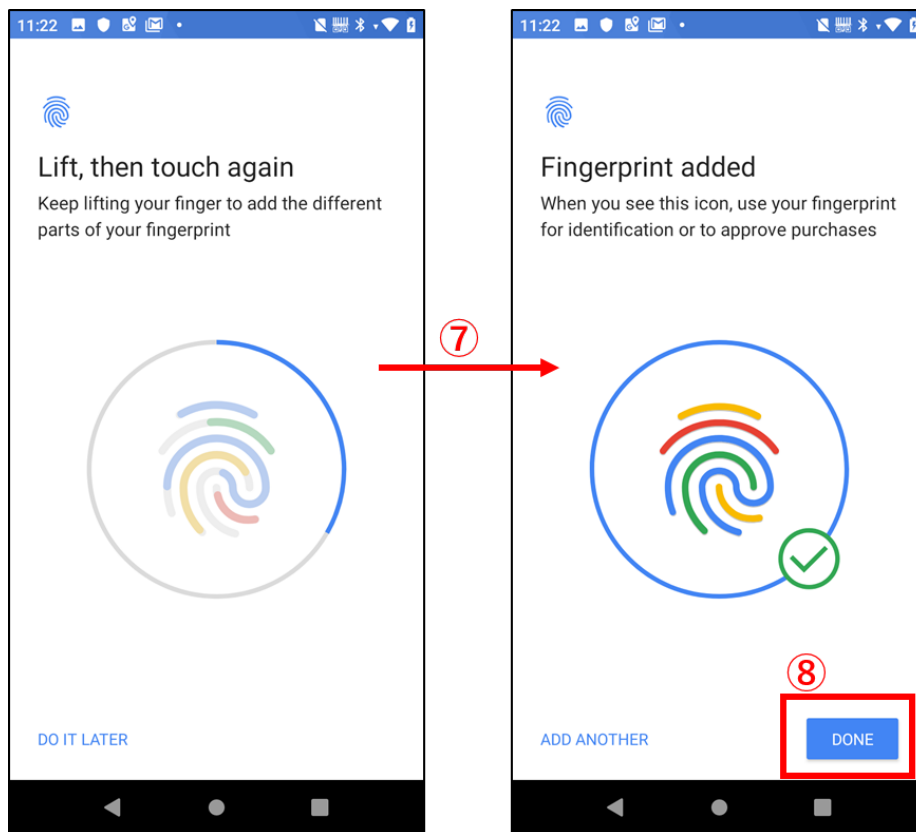 11:22
Lift, then touch again
Keep lifting your finger to add the different
parts of your fingerprint
DO IT LATER
⑦
11:22
Fingerprint added
When you see this icon, use your fingerprint
for identification or to approve purchases
⑧
ADD ANOTHER
DONE